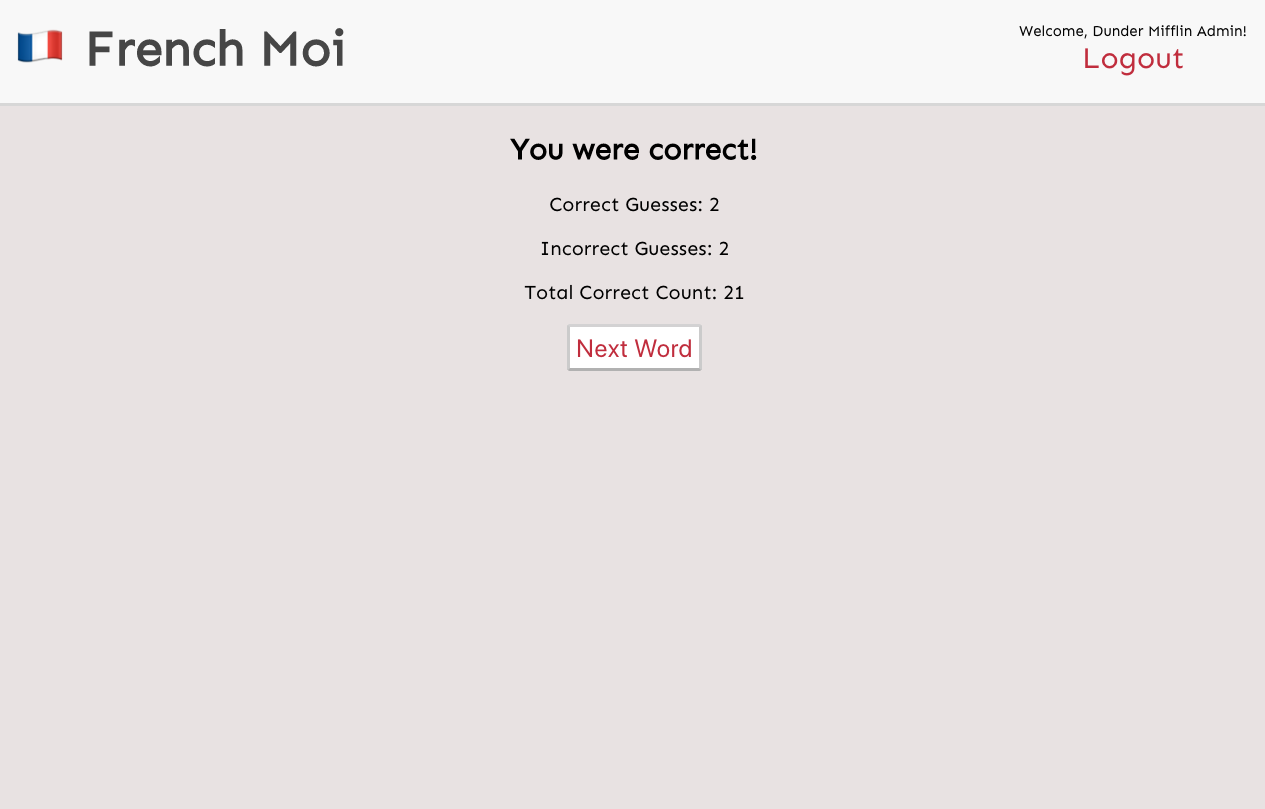 French Moi
Welcome, Dunder Mifflin Admin!
Logout
You were correct!
Correct Guesses: 2
Incorrect Guesses: 2
Total Correct Count: 21
Next Word